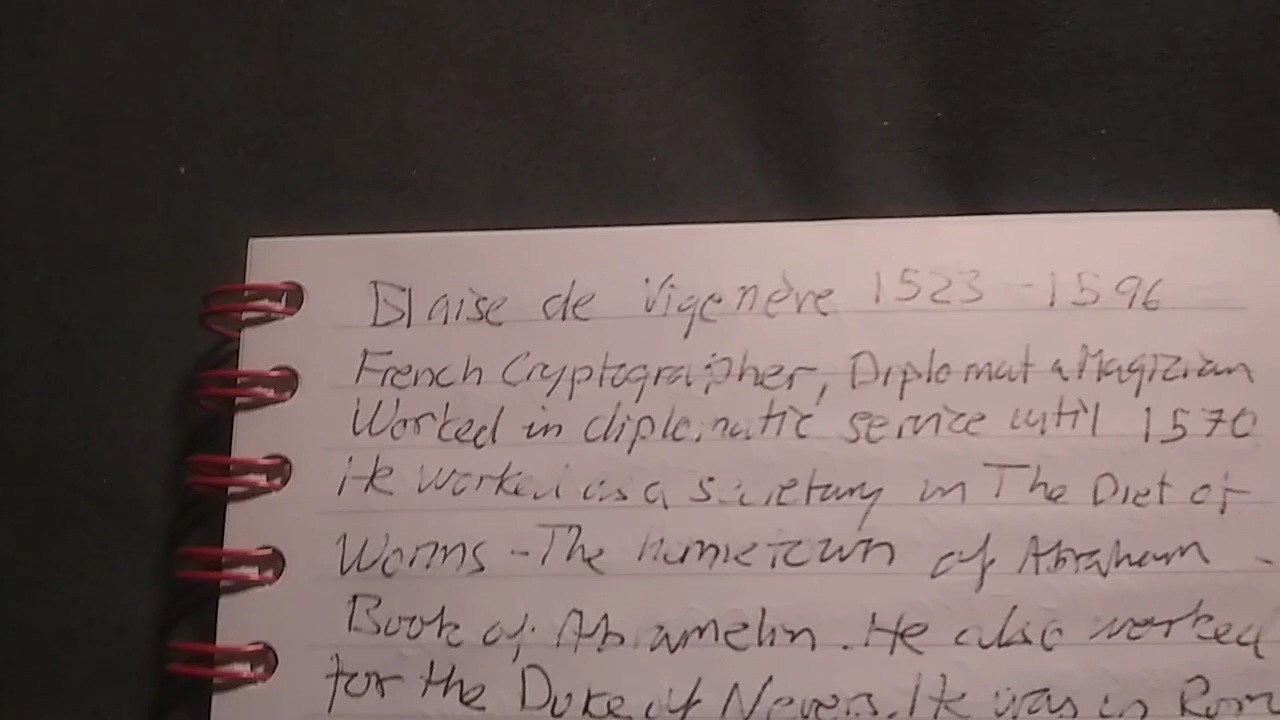 Blaise de Vigenère 1523-1596
French Cryptographer, Diplomat & Magizian
Worked in diplomatic service until 1570
He worked as a secretary in The Diet of
Worms - The hometown of Abraham -
Book of Abramelin. He also worked
for the Duke of Nevers. He was in Rom